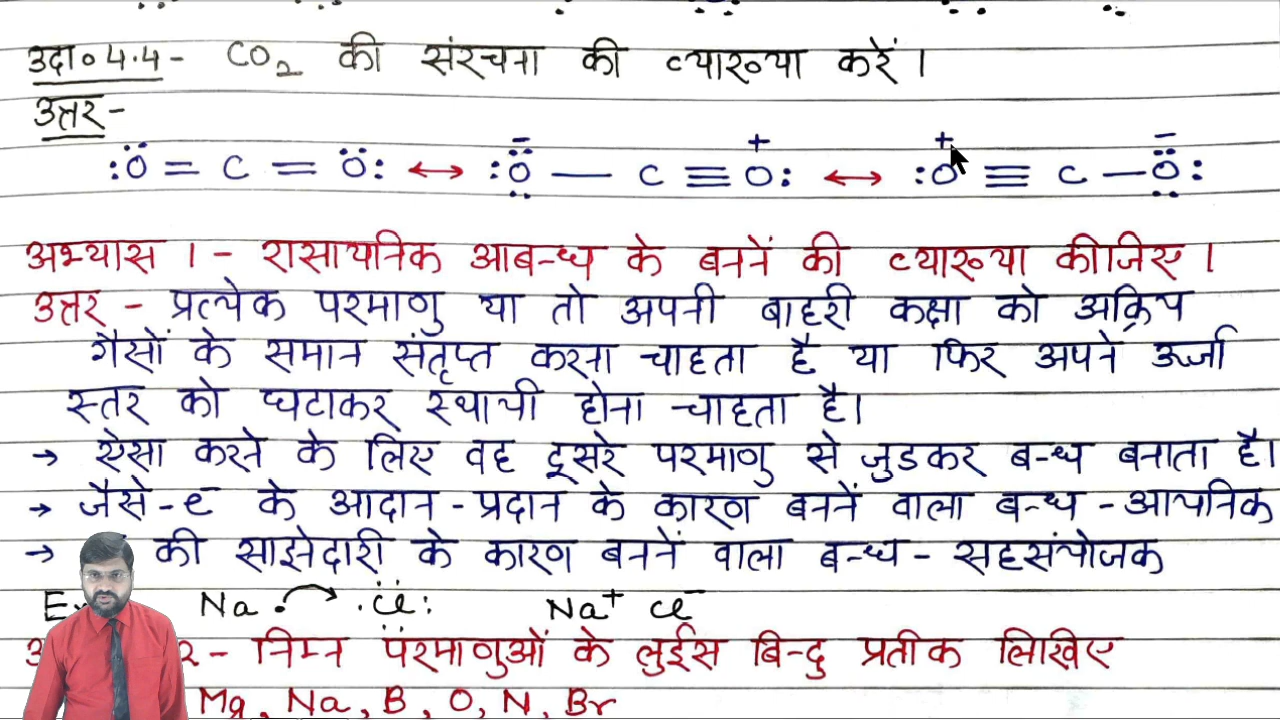 उदा० 4.4 - CO₂ की संरचना की व्याख्या करें।
उत्तर -
:Ö = C = Ö: ↔ :Ö̤⁻ — C ≡ O⁺: ↔ :O⁺ ≡ C — Ö̤⁻:
अभ्यास 1 - रासायनिक आबन्ध के बननें की व्याख्या कीजिए।
उत्तर - प्रत्येक परमाणु या तो अपनी बाहरी कक्षा को अक्रिय
गैसों के समान संतृप्त करना चाहता है या फिर अपने ऊर्जा
स्तर को घटाकर स्थायी होना चाहता है।
→ ऐसा करने के लिए वह दूसरे परमाणु से जुडकर बन्ध बनाता है।
→ जैसे - e⁻ के आदान - प्रदान के कारण बननें वाला बन्ध - आयनिक
→ की साझेदारी के कारण बननें वाला बन्ध - सहसंयोजक
Na• ·C̤̈l: Na⁺ Cl⁻
2 - निम्न परमाणुओं के लुईस बिन्दु प्रतीक लिखिए
Mg, Na, B, O, N, Br